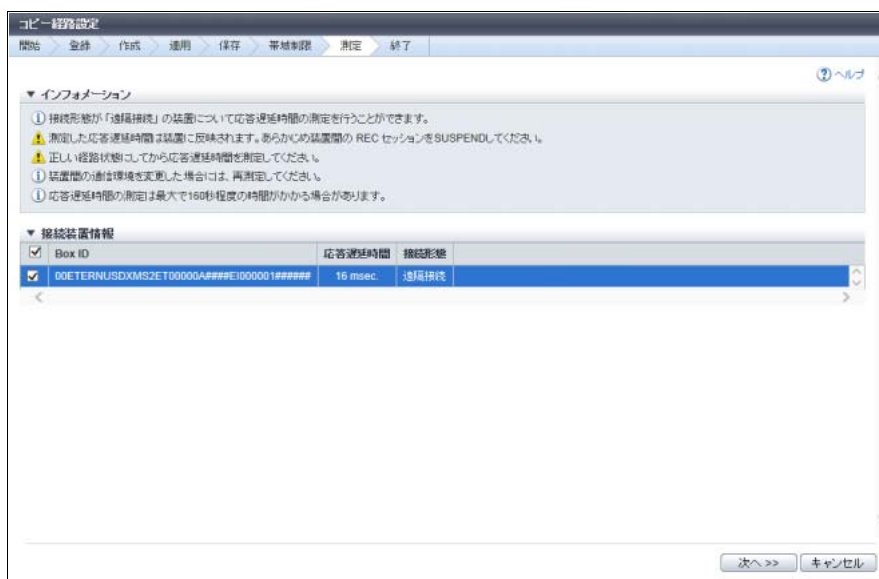 コピー経路設定
開始 登録 作成 適用 保存 帯域制限 測定 終了
ヘルプ
インフォメーション
接続形態が「遠隔接続」の装置について応答遅延時間の測定を行うことができます。
測定した応答遅延時間は装置に反映されます。あらかじめ装置間の REC セッションをSUSPENDしてください。
正しい経路状態にしてから応答遅延時間を測定してください。
装置間の通信環境を変更した場合には、再測定してください。
応答遅延時間の測定は最大で160秒程度の時間がかかる場合があります。
接続装置情報
Box ID 応答遅延時間 接続形態
00ETERNUSDXMS2ET00000A####EI000001###### 16 msec. 遠隔接続
次へ >> キャンセル